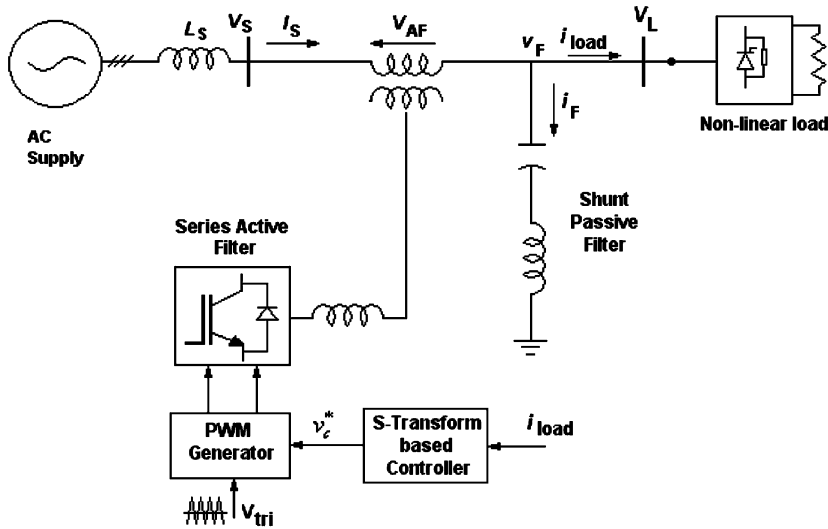 L_S
V_S
I_S
V_AF
v_F
i_load
V_L
AC
Supply
i_F
Non-linear load
Shunt
Passive
Filter
Series Active
Filter
PWM
Generator
v_c^*
S-Transform
based
Controller
i_load
V_tri